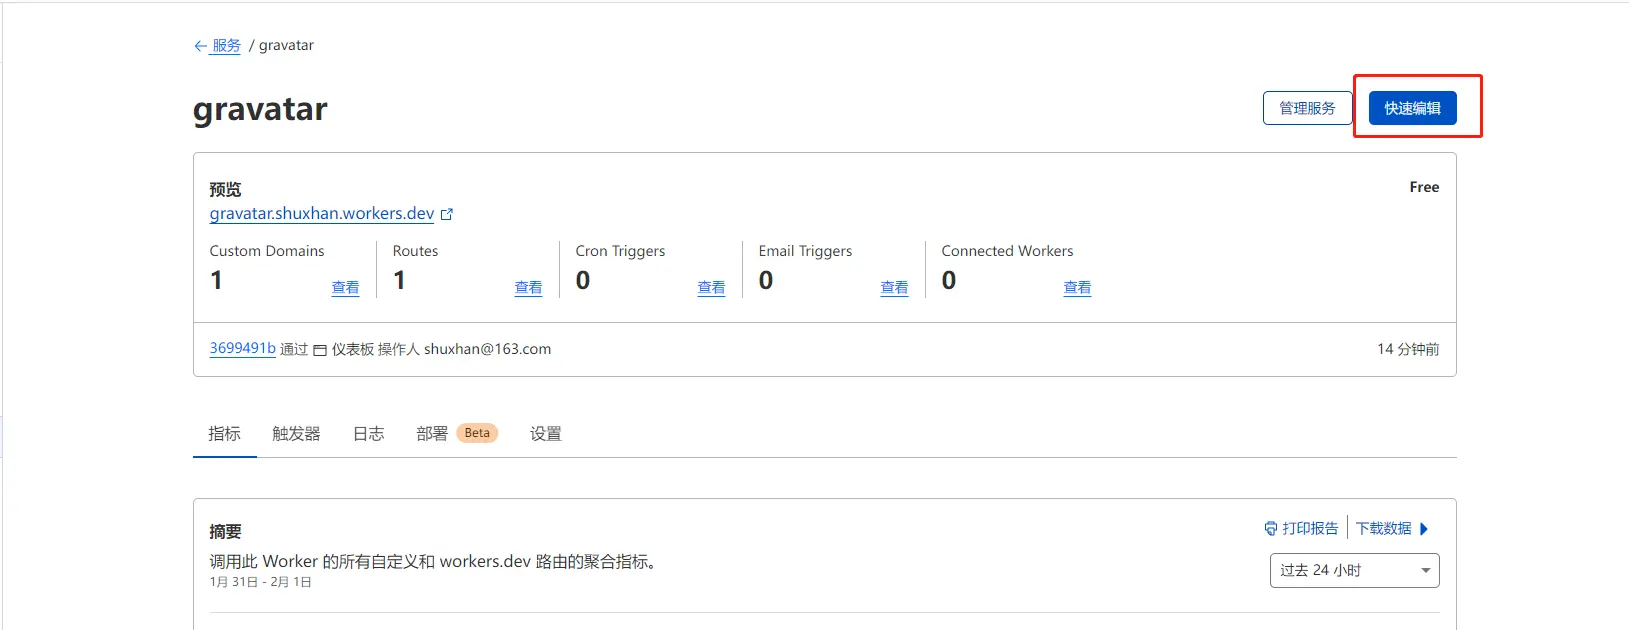 ← 服务 / gravatar
gravatar
管理服务 快速编辑
预览 Free
gravatar.shuxhan.workers.dev
Custom Domains Routes Cron Triggers Email Triggers Connected Workers
1 查看 1 查看 0 查看 0 查看 0 查看
3699491b 通过 仪表板 操作人 shuxhan@163.com 14 分钟前
指标 触发器 日志 部署 Beta 设置
摘要 打印报告 下载数据
调用此 Worker 的所有自定义和 workers.dev 路由的聚合指标。
1月 31日 - 2月 1日 过去 24 小时